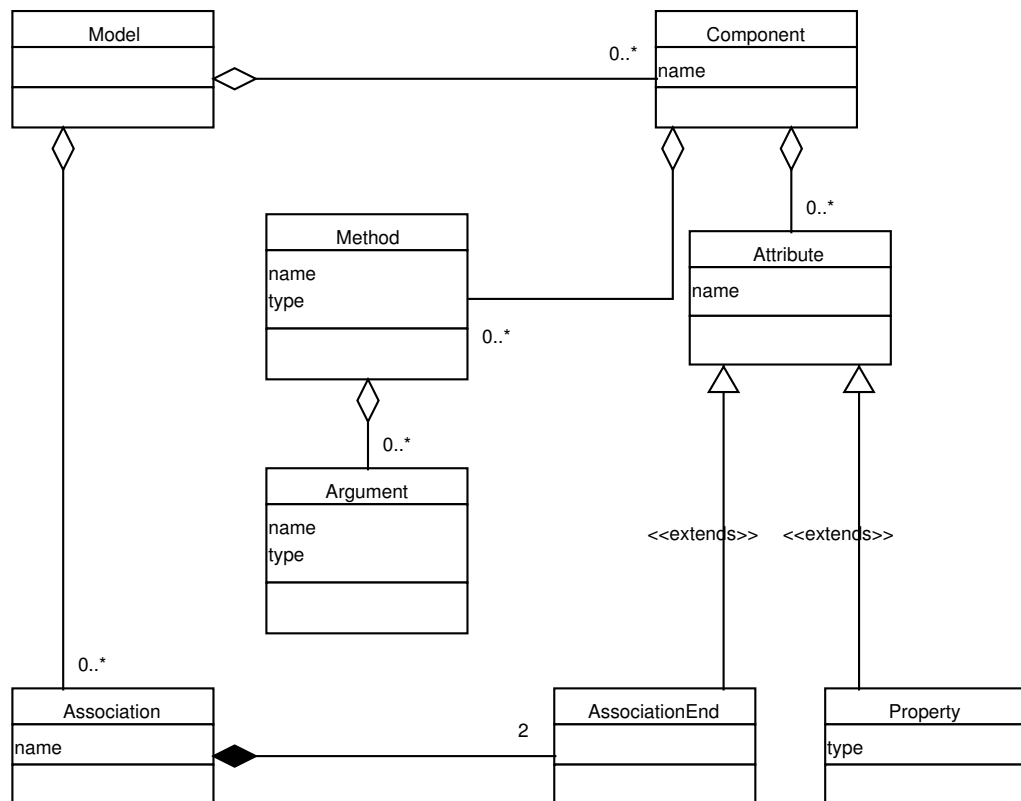 Model
Component
0..*
name
0..*
Method
Attribute
name
type
name
0..*
0..*
Argument
name
type
<<extends>>
<<extends>>
0..*
Association
AssociationEnd
Property
name
2
type